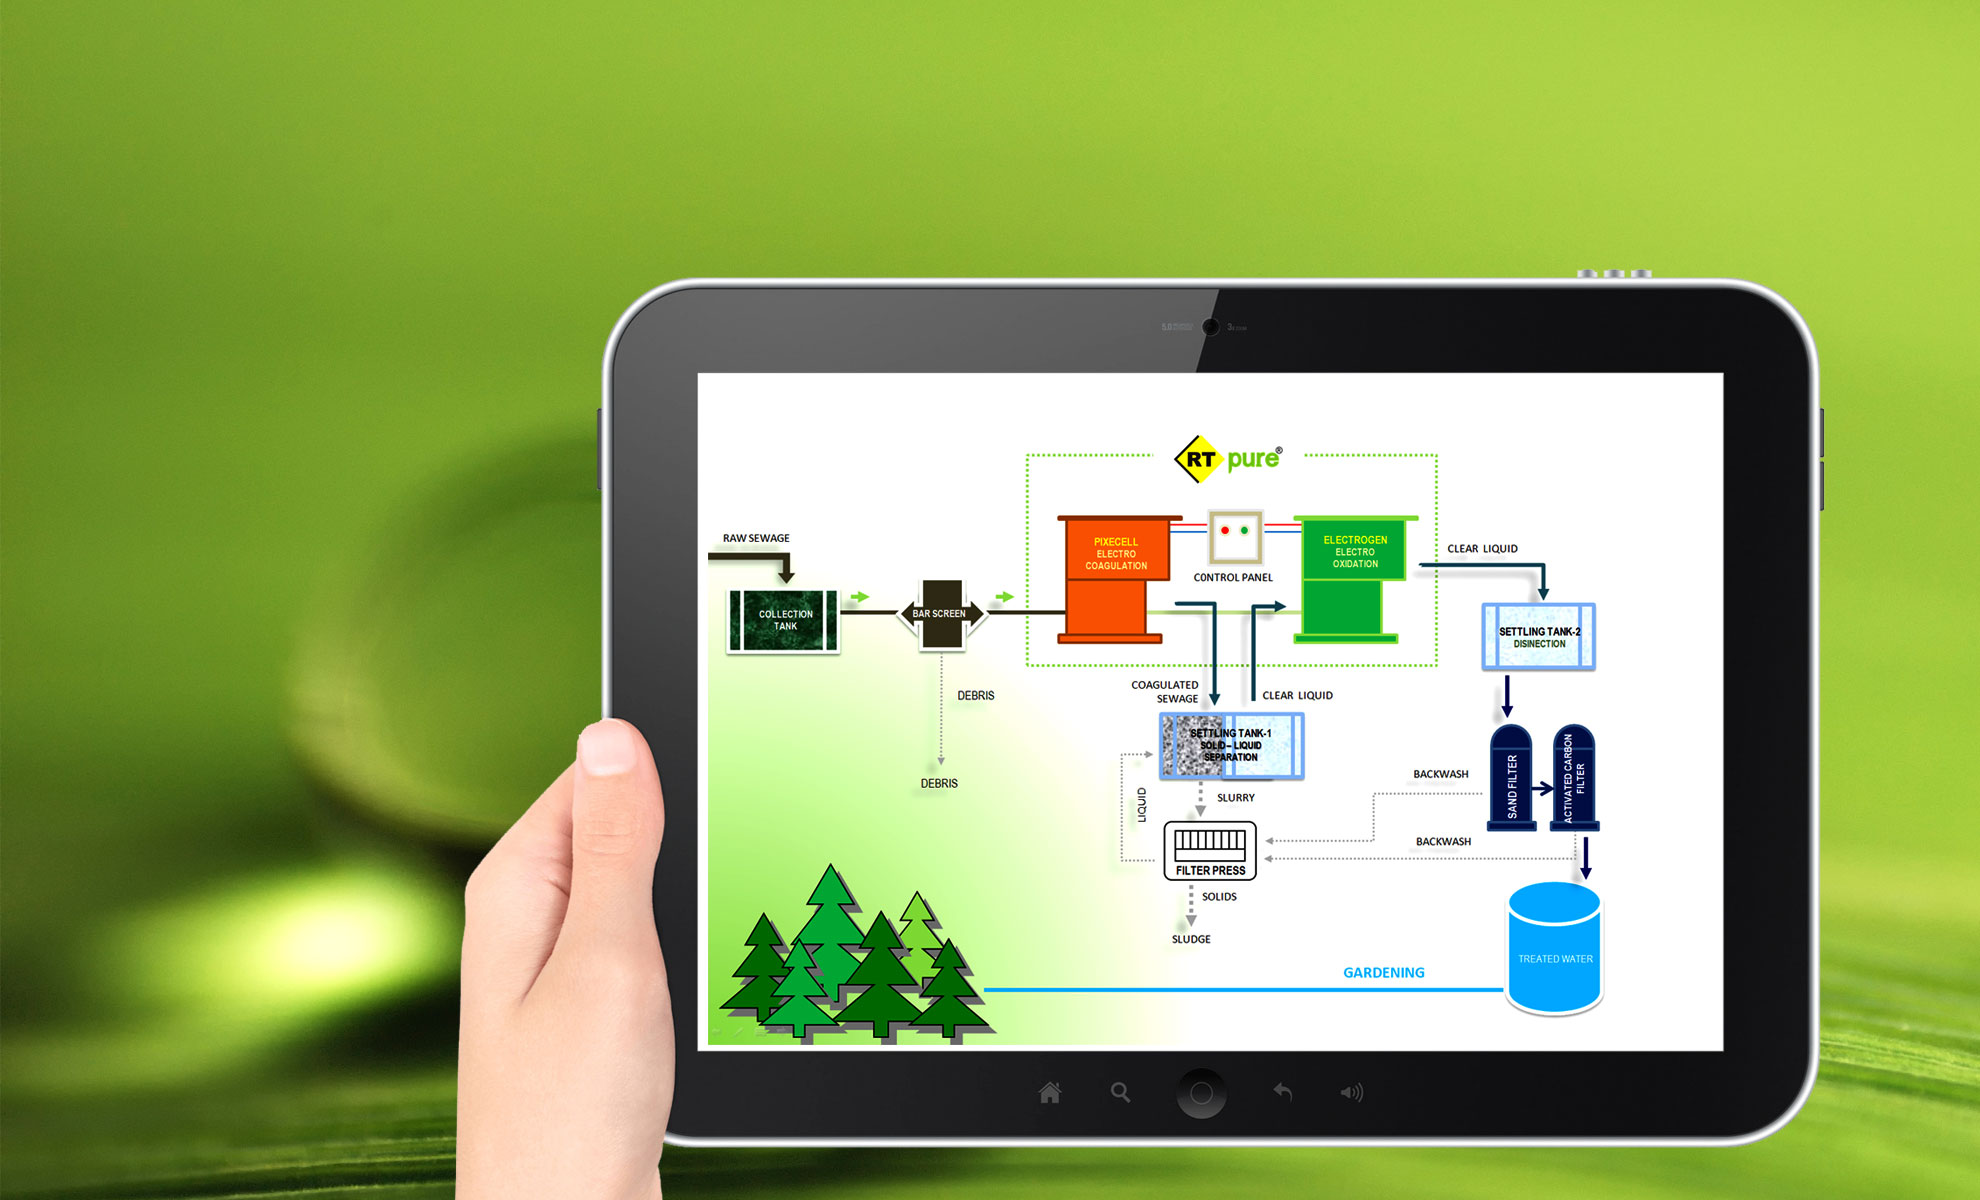 RT pure®
RAW SEWAGE
COLLECTION
TANK
BAR SCREEN
DEBRIS
DEBRIS
PIXECELL
ELECTRO
COAGULATION
C0NTROL PANEL
ELECTROGEN
ELECTRO
OXIDATION
CLEAR LIQUID
SETTLING TANK-2
DISINECTION
COAGULATED
SEWAGE
CLEAR LIQUID
SETTLING TANK-1
SOLID – LIQUID
SEPARATION
LIQUID
SLURRY
FILTER PRESS
SOLIDS
SLUDGE
BACKWASH
BACKWASH
SAND FILTER
ACTIVATED CARBON
FILTER
TREATED WATER
GARDENING